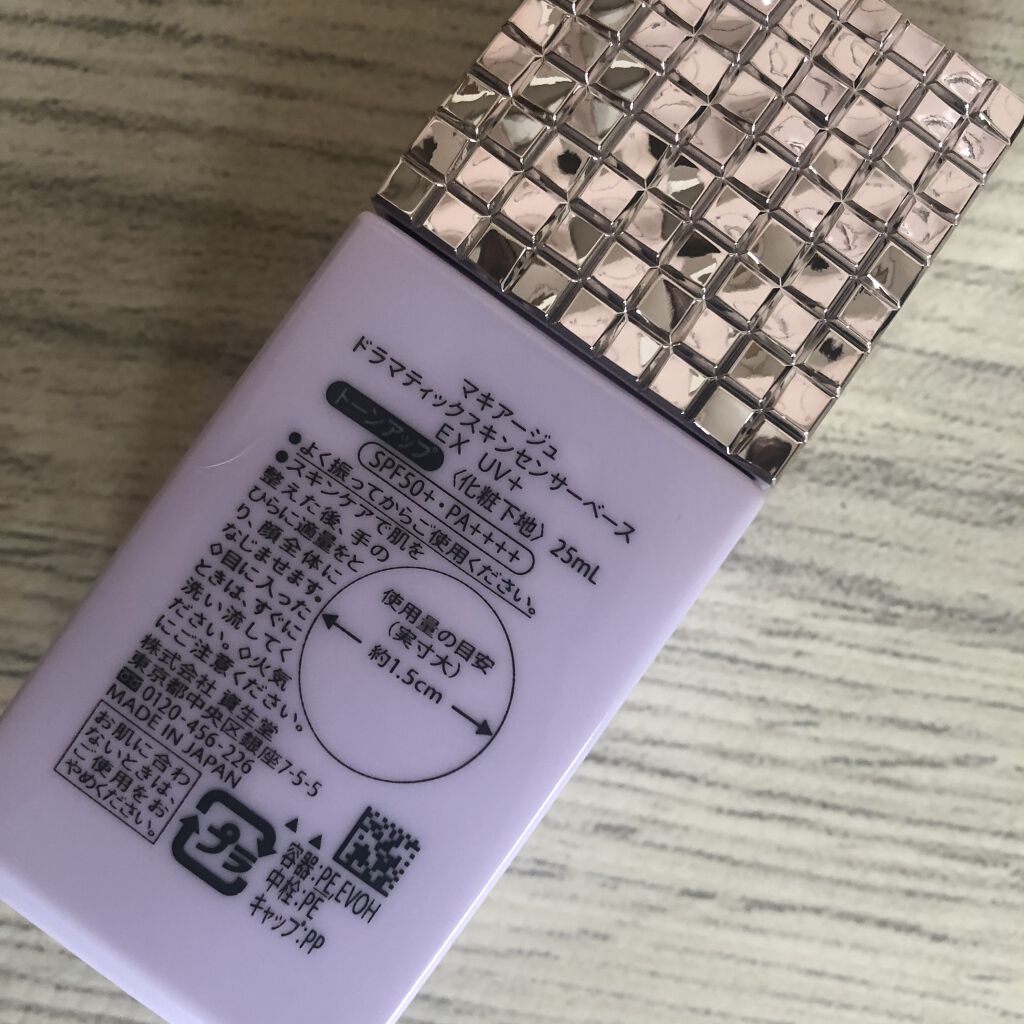 マキアージュ
ドラマティックスキンセンサーベース
EX UV+ 〈化粧下地〉 25mL
トーンアップ SPF50+・PA++++
●よく振ってからご使用ください。
●スキンケアで肌を
整えた後、手の
ひらに適量をと
り、顔全体に
なじませます。
◇目に入った
ときは、すぐに
洗い流してく
ださい。◇火気
にご注意ください。
使用量の目安
(実寸大)
約1.5cm
株式会社 資生堂
東京都中央区銀座7-5-5
0120-456-226
MADE IN JAPAN
お肌に合わ
ないときは、
ご使用をお
やめください。
プラ
容器:PE,EVOH
中栓:PE
キャップ:PP